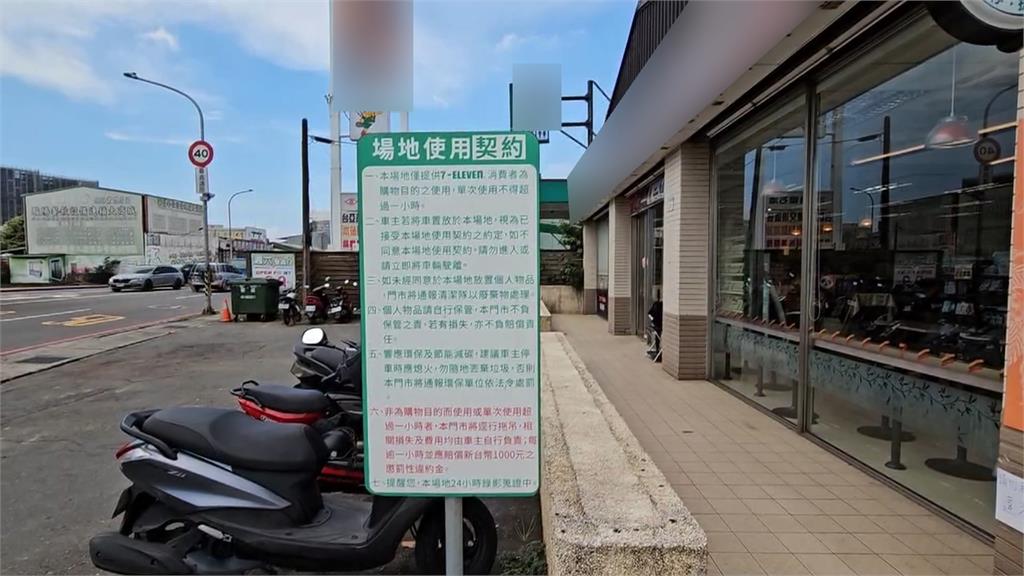 場地使用契約
一、本場地僅提供7-ELEVEn.消費者為
購物目的之使用,單次使用不得超
過一小時。
二、車主若將車置放於本場地,視為已
接受本場地使用契約之約定,如不
同意本場地使用契約,請勿進入或
請立即將車輛駛離。
三、如未經同意於本場地放置個人物品
,門市將通報清潔隊以廢棄物處理。
四、個人物品請自行保管,本門市不負
保管之責,若有損失,亦不負賠償責
任。
五、響應環保及節能減碳,建議車主停
車時應熄火,勿隨地丟棄垃圾,否則
本門市將通報環保單位依法令處罰
。
六、非為購物目的而使用或單次使用超
過一小時者,本門市將逕行拖吊,相
關損失及費用均由車主自行負責;每
過一小時並應賠償新台幣1000元之
懲罰性違約金。
七、提醒您,本場地24小時錄影蒐證中。
40
OPEN
40